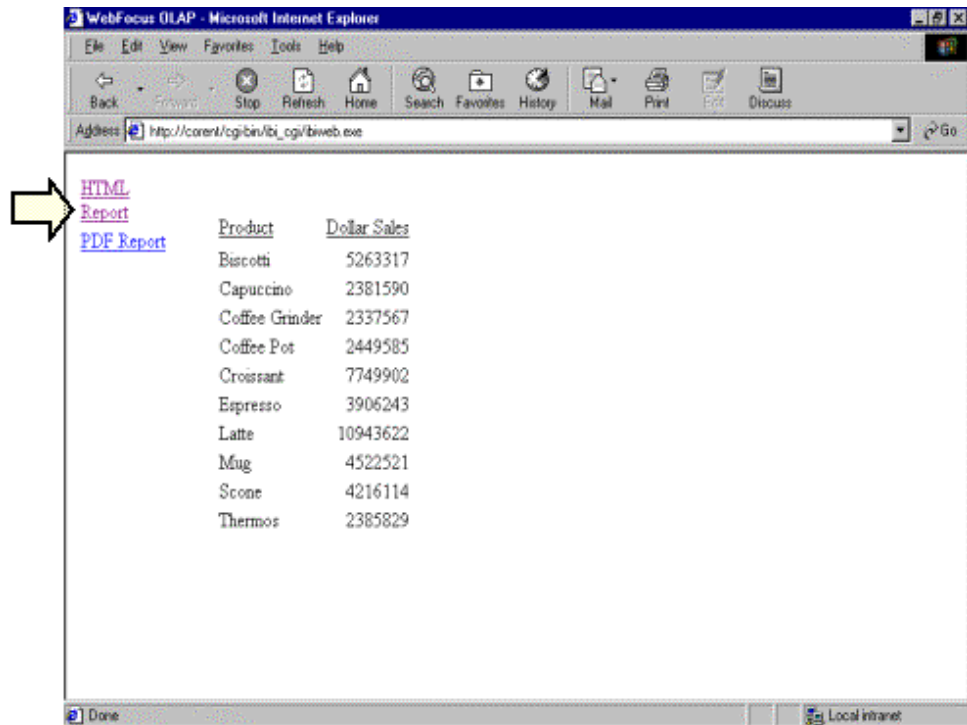 WebFocus OLAP - Microsoft Internet Explorer
File Edit View Favorites Tools Help
Back Forward Stop Refresh Home Search Favorites History Mail Print Edit Discuss
Address http://corent/cgi-bin/ibi_cgi/ibiweb.exe Go
HTML
Report
PDF Report
Product Dollar Sales
Biscotti 5263317
Capuccino 2381590
Coffee Grinder 2337567
Coffee Pot 2449585
Croissant 7749902
Espresso 3906243
Latte 10943622
Mug 4522521
Scone 4216114
Thermos 2385829
Done Local intranet